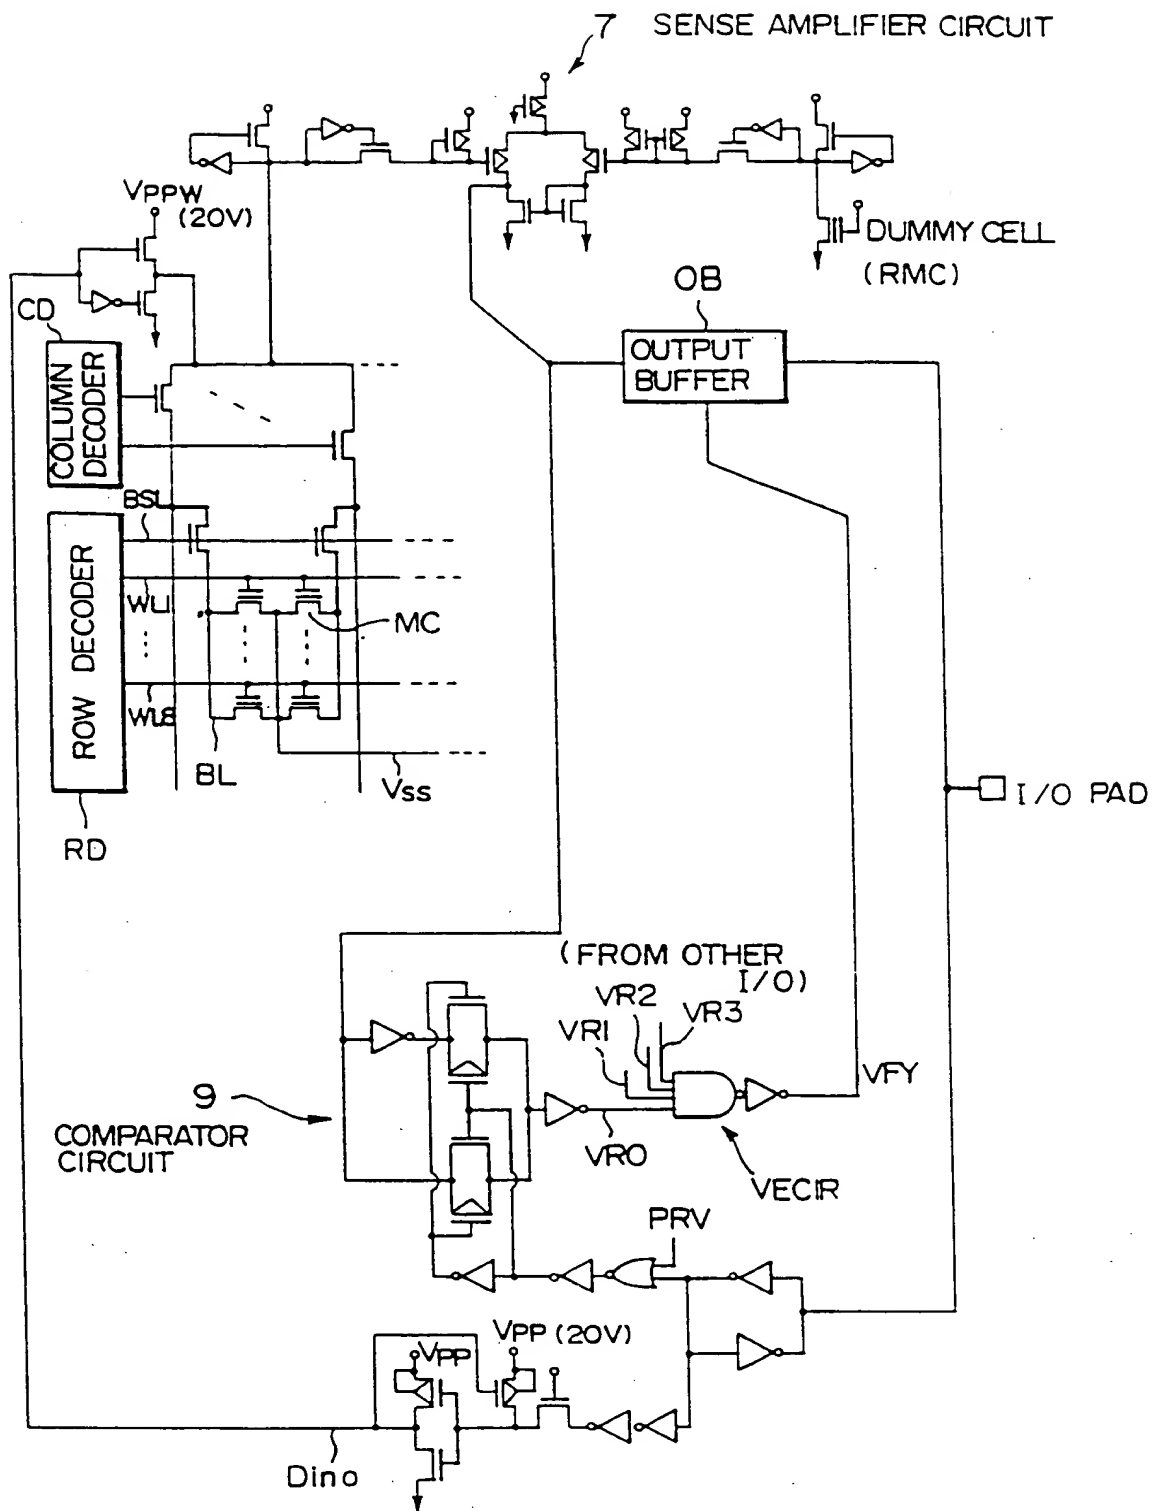 7 SENSE AMPLIFIER CIRCUIT
VPPW
(20V)
DUMMY CELL
(RMC)
OB
OUTPUT
BUFFER
CD
COLUMN
DECODER
BSL
ROW DECODER
WL1
MC
WL8
BL
VSS
RD
I/O PAD
(FROM OTHER
I/O)
VR2
VR3
VR1
VFY
9
COMPARATOR
CIRCUIT
VR0
VECIR
PRV
VPP (20V)
VPP
Dino